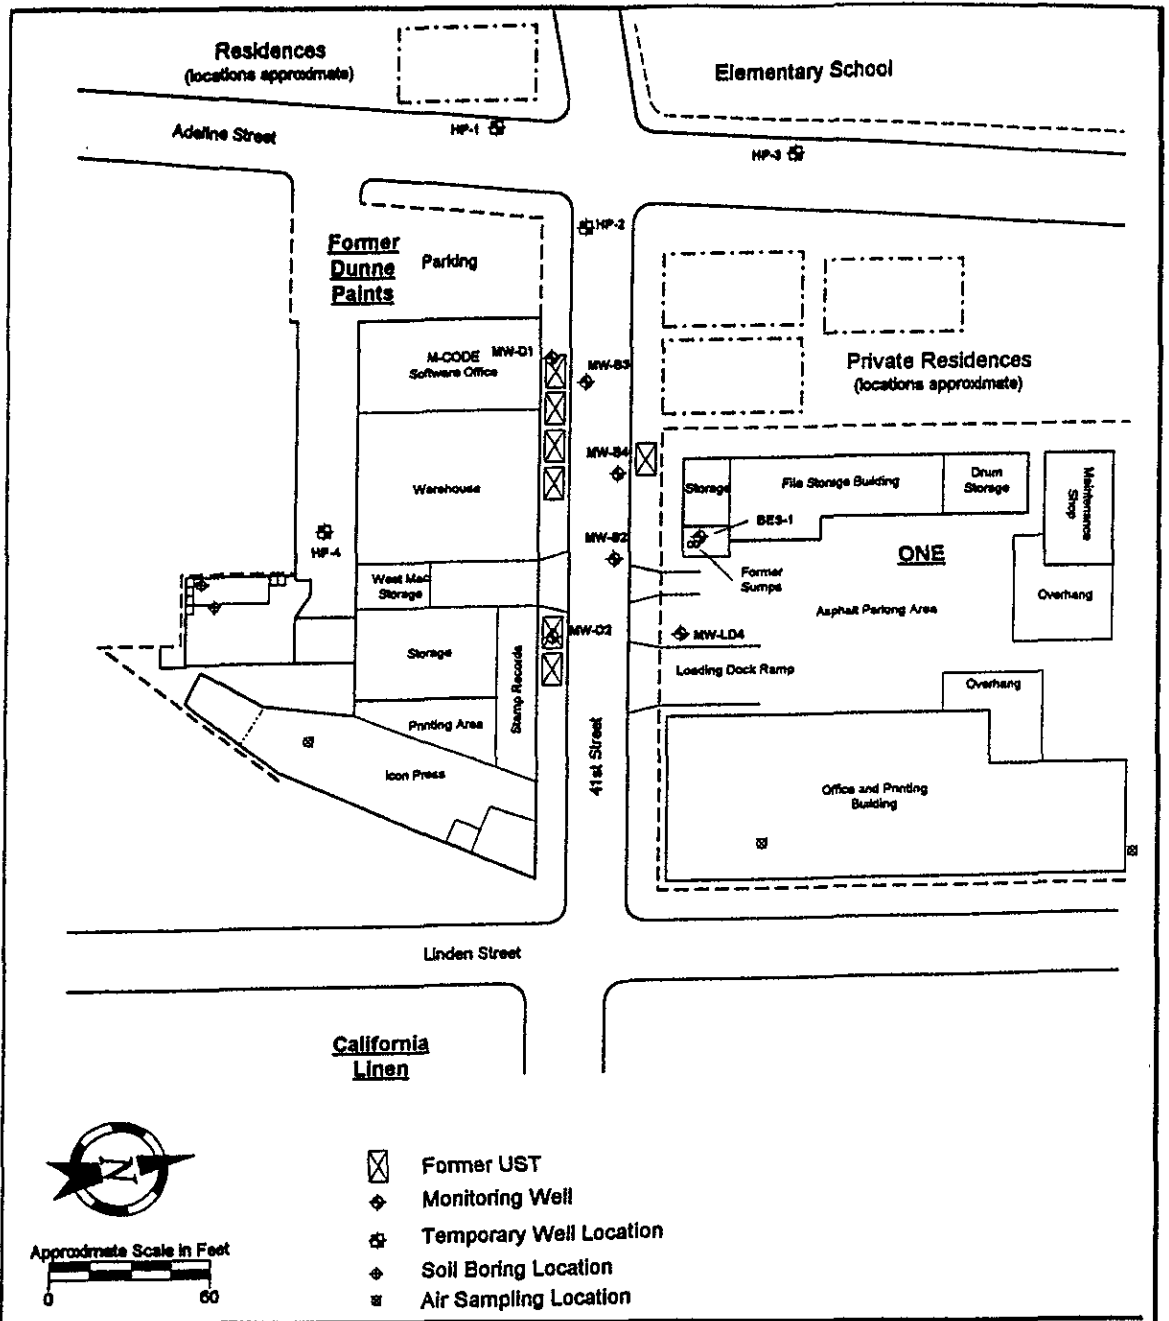 Residences
(locations approximate)
Elementary School
Adeline Street
HP-1
HP-3
HP-2
Former
Dunne
Paints
Parking
M-CODE
Software Office
MW-D1
MW-B3
Private Residences
(locations approximate)
MW-B4
Warehouse
Storage
File Storage Building
Drum
Storage
Maintenance
Shop
BES-1
HP-4
MW-B2
ONE
Former
Sumps
West Mac
Storage
Asphalt Parking Area
Overhang
MW-D2
MW-LD4
Storage
Stamp Records
Loading Dock Ramp
Overhang
Printing Area
Icon Press
41st Street
Office and Printing
Building
Linden Street
California
Linen
N
Former UST
Monitoring Well
Temporary Well Location
Approximate Scale in Feet
Soil Boring Location
0
60
Air Sampling Location